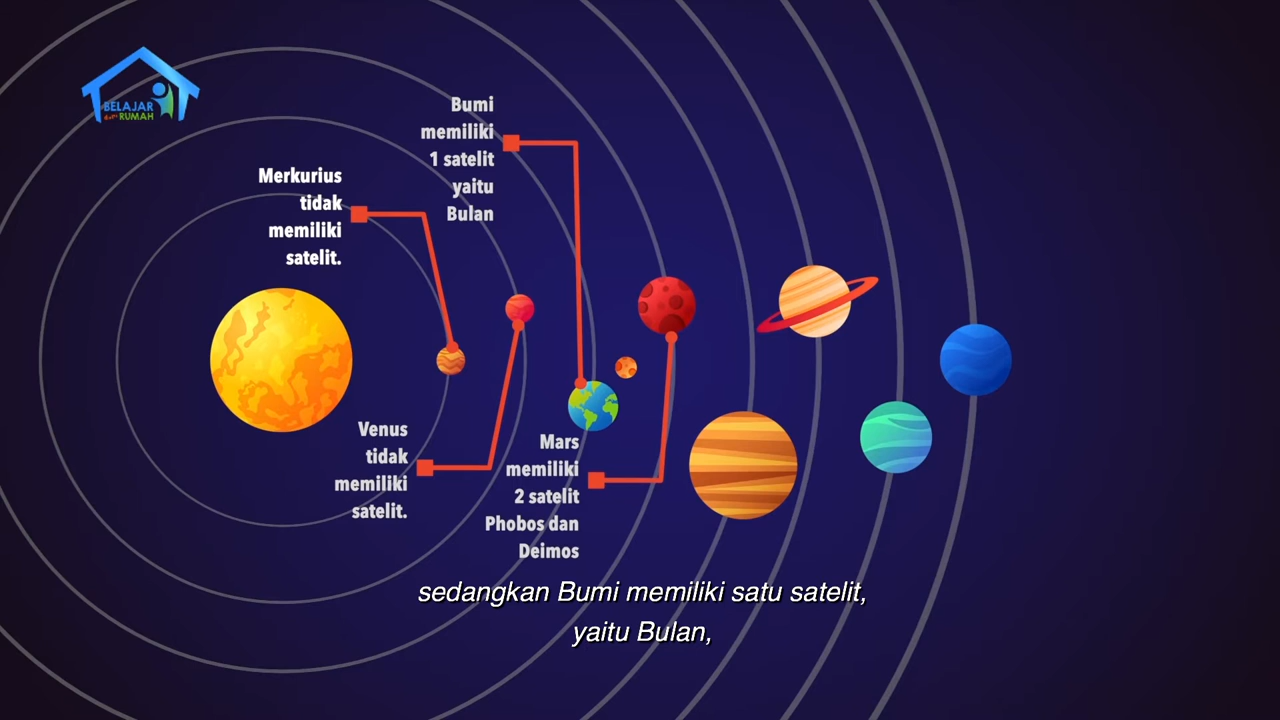 BELAJAR
dari RUMAH
Bumi
memiliki
1 satelit
yaitu
Bulan
Merkurius
tidak
memiliki
satelit.
Venus
tidak
memiliki
satelit.
Mars
memiliki
2 satelit
Phobos dan
Deimos
sedangkan Bumi memiliki satu satelit,
yaitu Bulan,